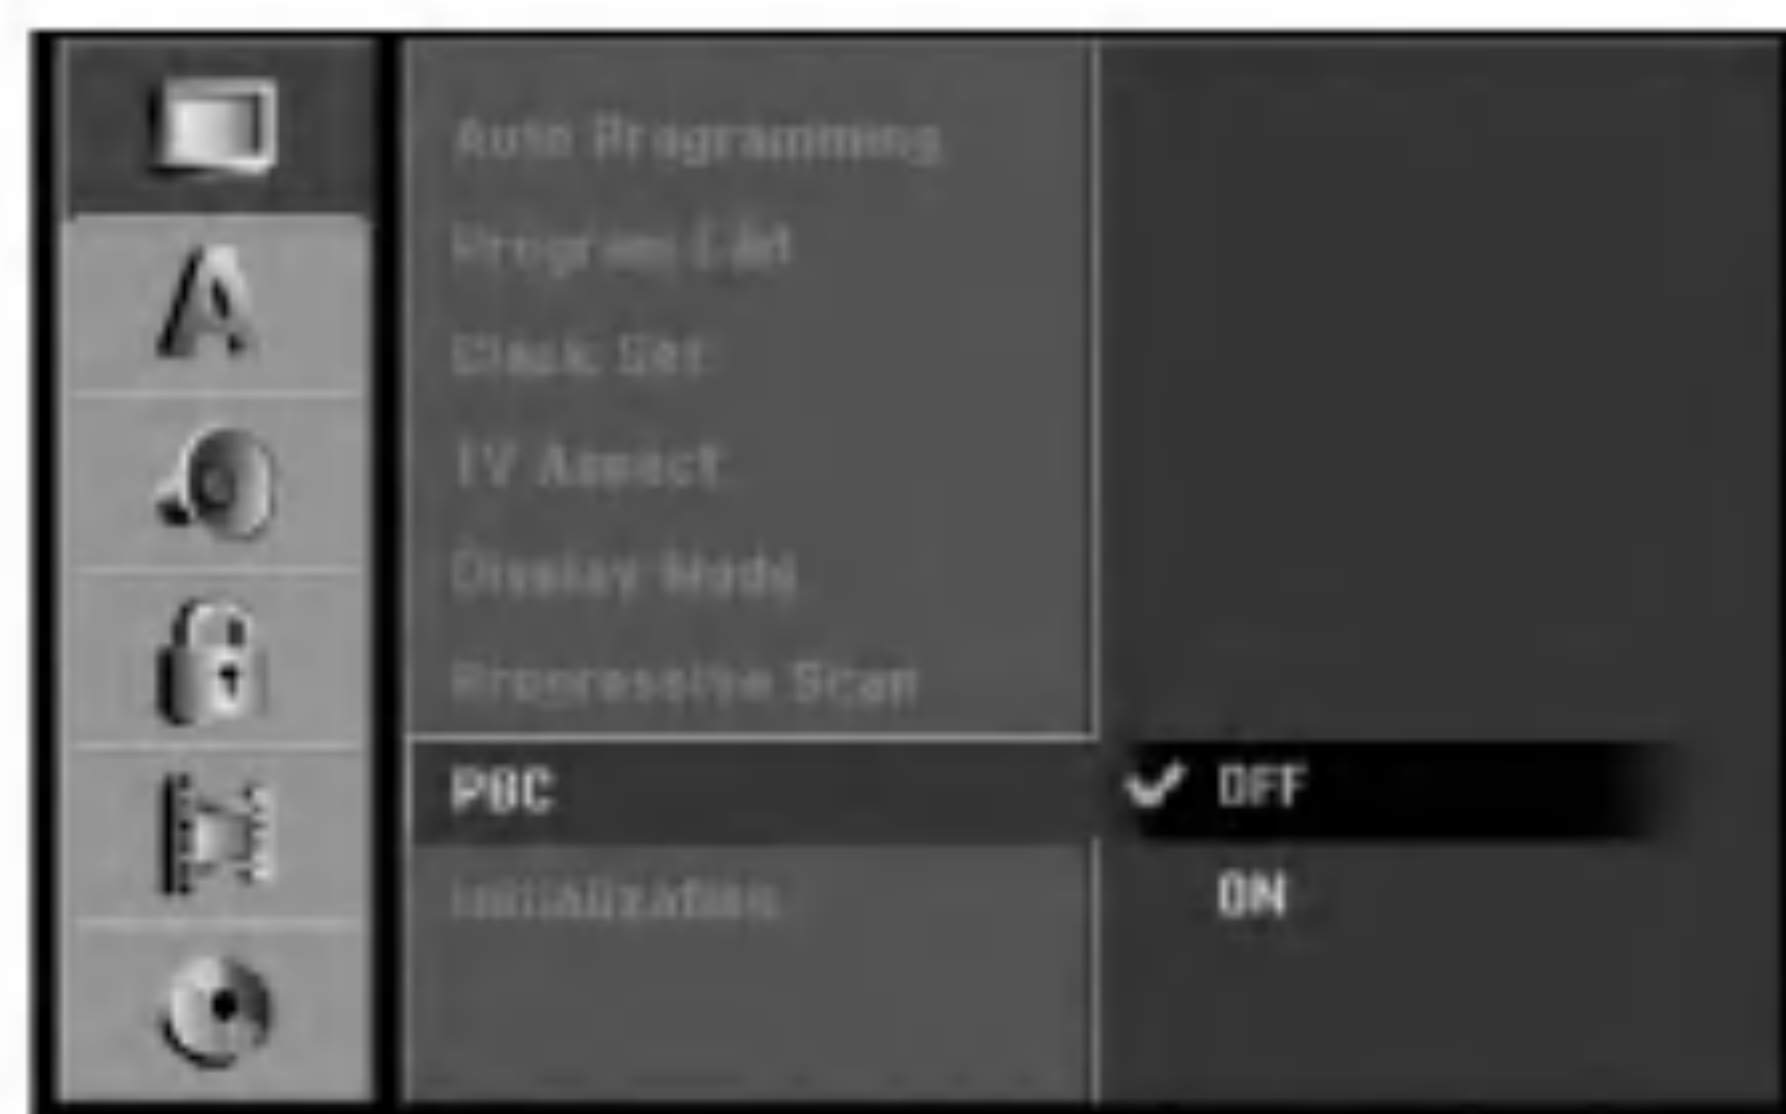 Auto Programming
Program Edit
Clock Set
TV Aspect
Display Mode
Progressive Scan
PBC
✔ OFF
ON
Initialization
A